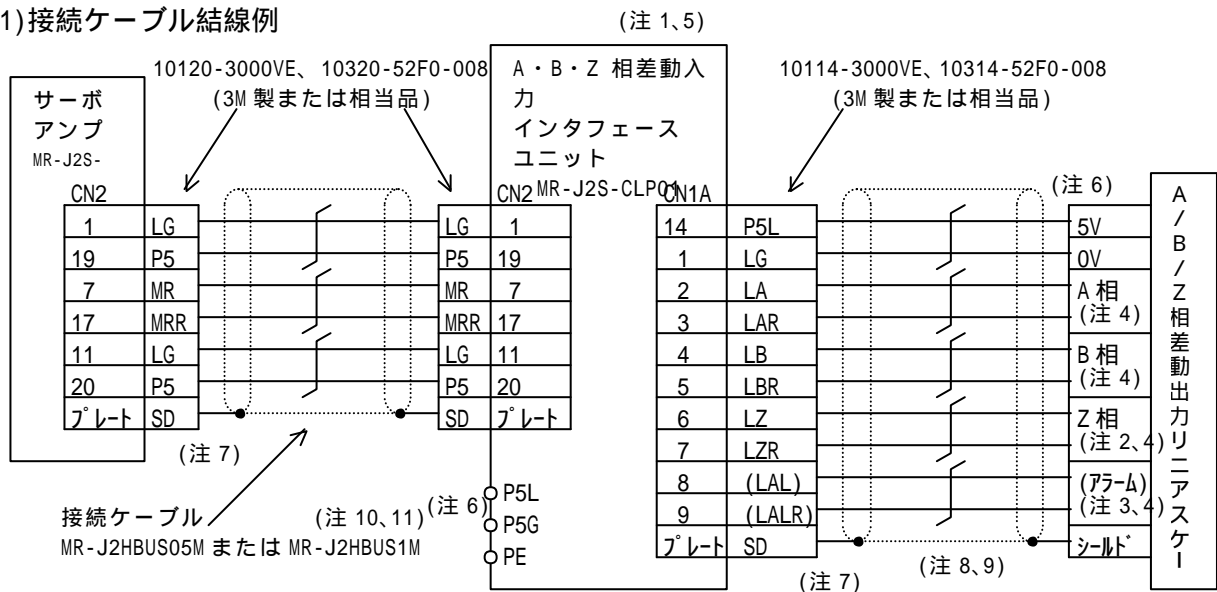 1)接続ケーブル結線例
(注 1、5)
10120-3000VE、 10320-52F0-008
(3M 製または相当品)
A・B・Z 相差動入
力
インタフェース
ユニット
MR-J2S-CLP01
10114-3000VE、10314-52F0-008
(3M 製または相当品)
サーボ
アンプ
MR-J2S-
CN2
1 LG
19 P5
7 MR
17 MRR
11 LG
20 P5
プレート SD
(注 7)
CN2
LG 1
P5 19
MR 7
MRR 17
LG 11
P5 20
SD プレート
CN1A
14 P5L
1 LG
2 LA
3 LAR
4 LB
5 LBR
6 LZ
7 LZR
8 (LAL)
9 (LALR)
プレート SD
(注 7)
(注 8、9)
(注 6)
5V
0V
A 相
(注 4)
B 相
(注 4)
Z 相
(注 2、4)
(アラーム)
(注 3、4)
シールド
A/B/Z相差動出力リニアスケー
接続ケーブル
MR-J2HBUS05M または MR-J2HBUS1M
(注 10、11)
(注 6)
P5L
P5G
PE